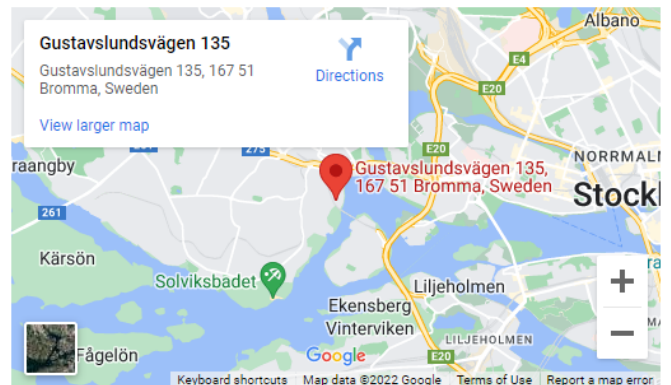 Gustavslundsvägen 135
Gustavslundsvägen 135, 167 51
Bromma, Sweden
Directions
View larger map
Albano
E4
E20
E20
275
raangby
Gustavslundsvägen 135,
167 51 Bromma, Sweden
NORRMALM
Stock
261
Kärsön
Solviksbadet
Liljeholmen
Ekensberg
Vinterviken
LILJEHOLMEN
Fågelön
Google
E20
Keyboard shortcuts
Map data ©2022 Google
Terms of Use
Report a map error